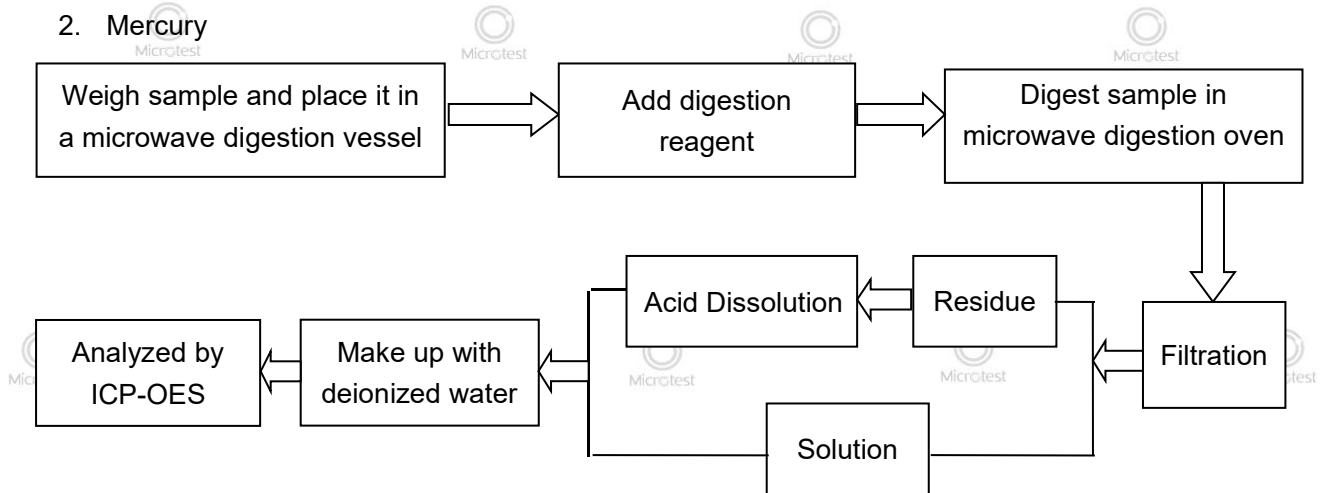 2. Mercury
Microtest
Microtest
Microtest
Microtest
Weigh sample and place it in
a microwave digestion vessel
Add digestion
reagent
Digest sample in
microwave digestion oven
Acid Dissolution
Residue
Filtration
Analyzed by
ICP-OES
Make up with
deionized water
Microtest
Microtest
Solution